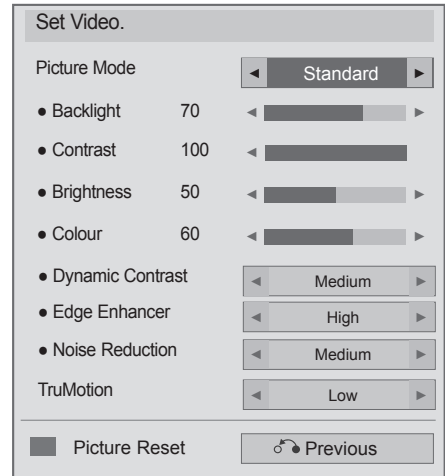 Set Video.
Picture Mode ◄ Standard ►
● Backlight 70 ◄ ►
● Contrast 100 ◄
● Brightness 50 ◄ ►
● Colour 60 ◄ ►
● Dynamic Contrast ◄ Medium ►
● Edge Enhancer ◄ High ►
● Noise Reduction ◄ Medium ►
TruMotion ◄ Low ►
Picture Reset Previous